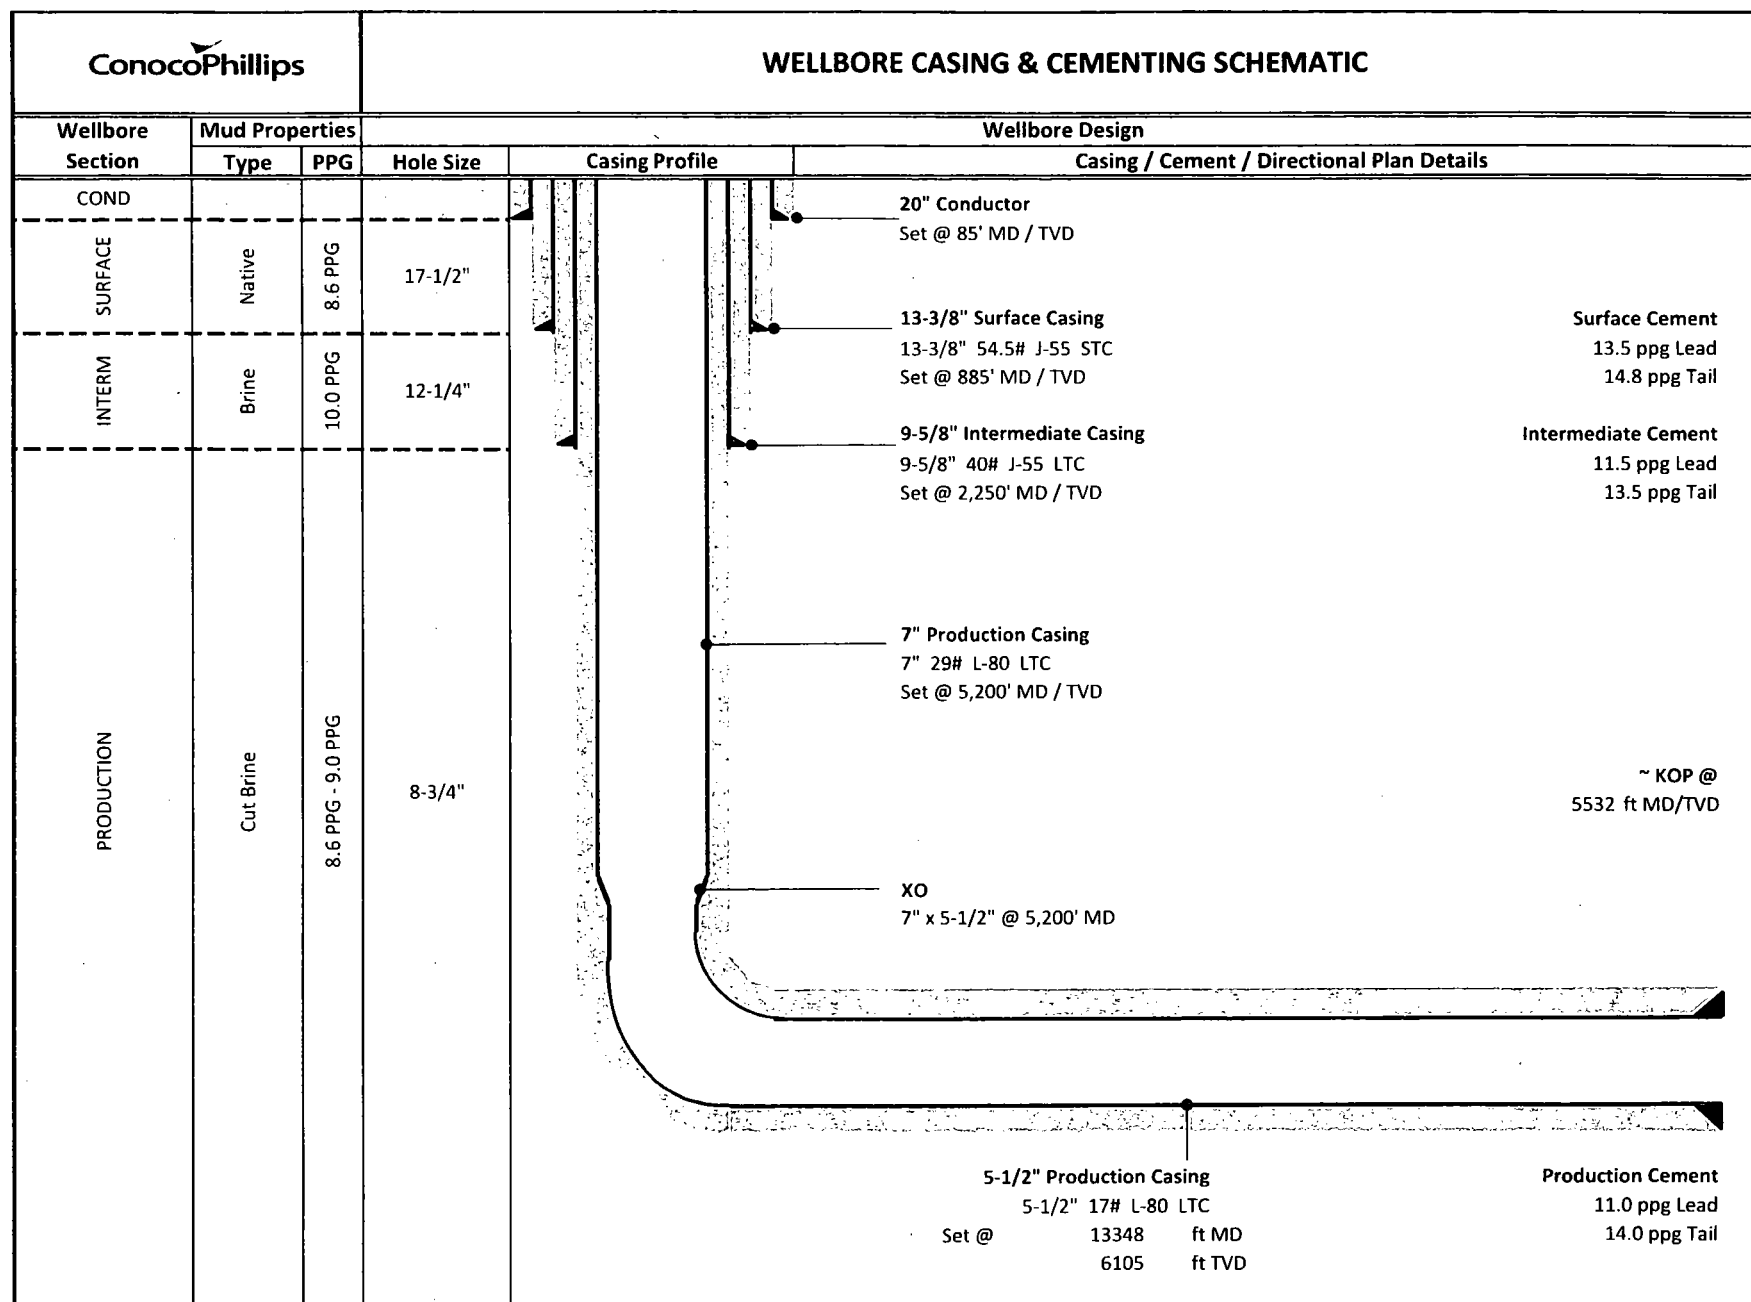 ConocoPhillips
WELLBORE CASING & CEMENTING SCHEMATIC
Wellbore Section
Mud Properties
Wellbore Design
Type
PPG
Hole Size
Casing Profile
Casing / Cement / Directional Plan Details
COND
20" Conductor
Set @ 85' MD / TVD
SURFACE
Native
8.6 PPG
17-1/2"
13-3/8" Surface Casing
13-3/8" 54.5# J-55 STC
Set @ 885' MD / TVD
Surface Cement
13.5 ppg Lead
14.8 ppg Tail
INTERM
Brine
10.0 PPG
12-1/4"
9-5/8" Intermediate Casing
9-5/8" 40# J-55 LTC
Set @ 2,250' MD / TVD
Intermediate Cement
11.5 ppg Lead
13.5 ppg Tail
PRODUCTION
Cut Brine
8.6 PPG - 9.0 PPG
8-3/4"
7" Production Casing
7" 29# L-80 LTC
Set @ 5,200' MD / TVD
~ KOP @
5532 ft MD/TVD
XO
7" x 5-1/2" @ 5,200' MD
5-1/2" Production Casing
5-1/2" 17# L-80 LTC
Set @ 13348 ft MD
6105 ft TVD
Production Cement
11.0 ppg Lead
14.0 ppg Tail